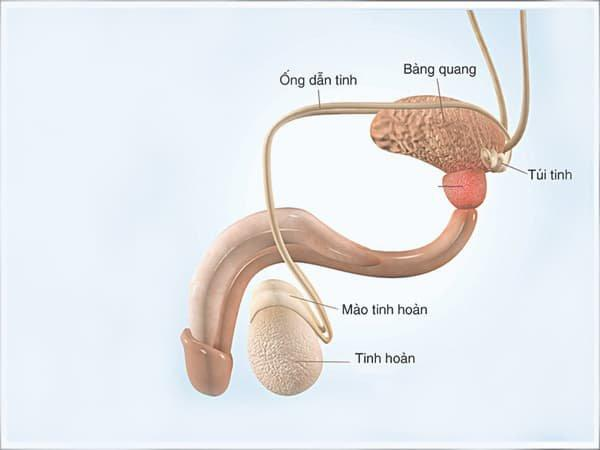 Bàng quang
Ống dẫn tinh
Túi tinh
Mào tinh hoàn
Tinh hoàn